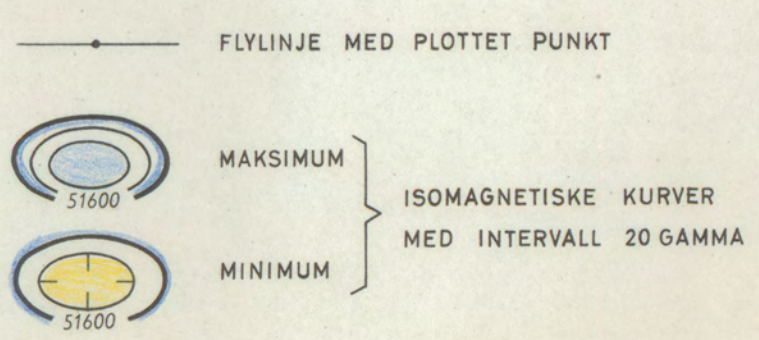 FLYLINJE MED PLOTTET PUNKT
MAKSIMUM
51600
ISOMAGNETISKE KURVER
MED INTERVALL 20 GAMMA
MINIMUM
51600